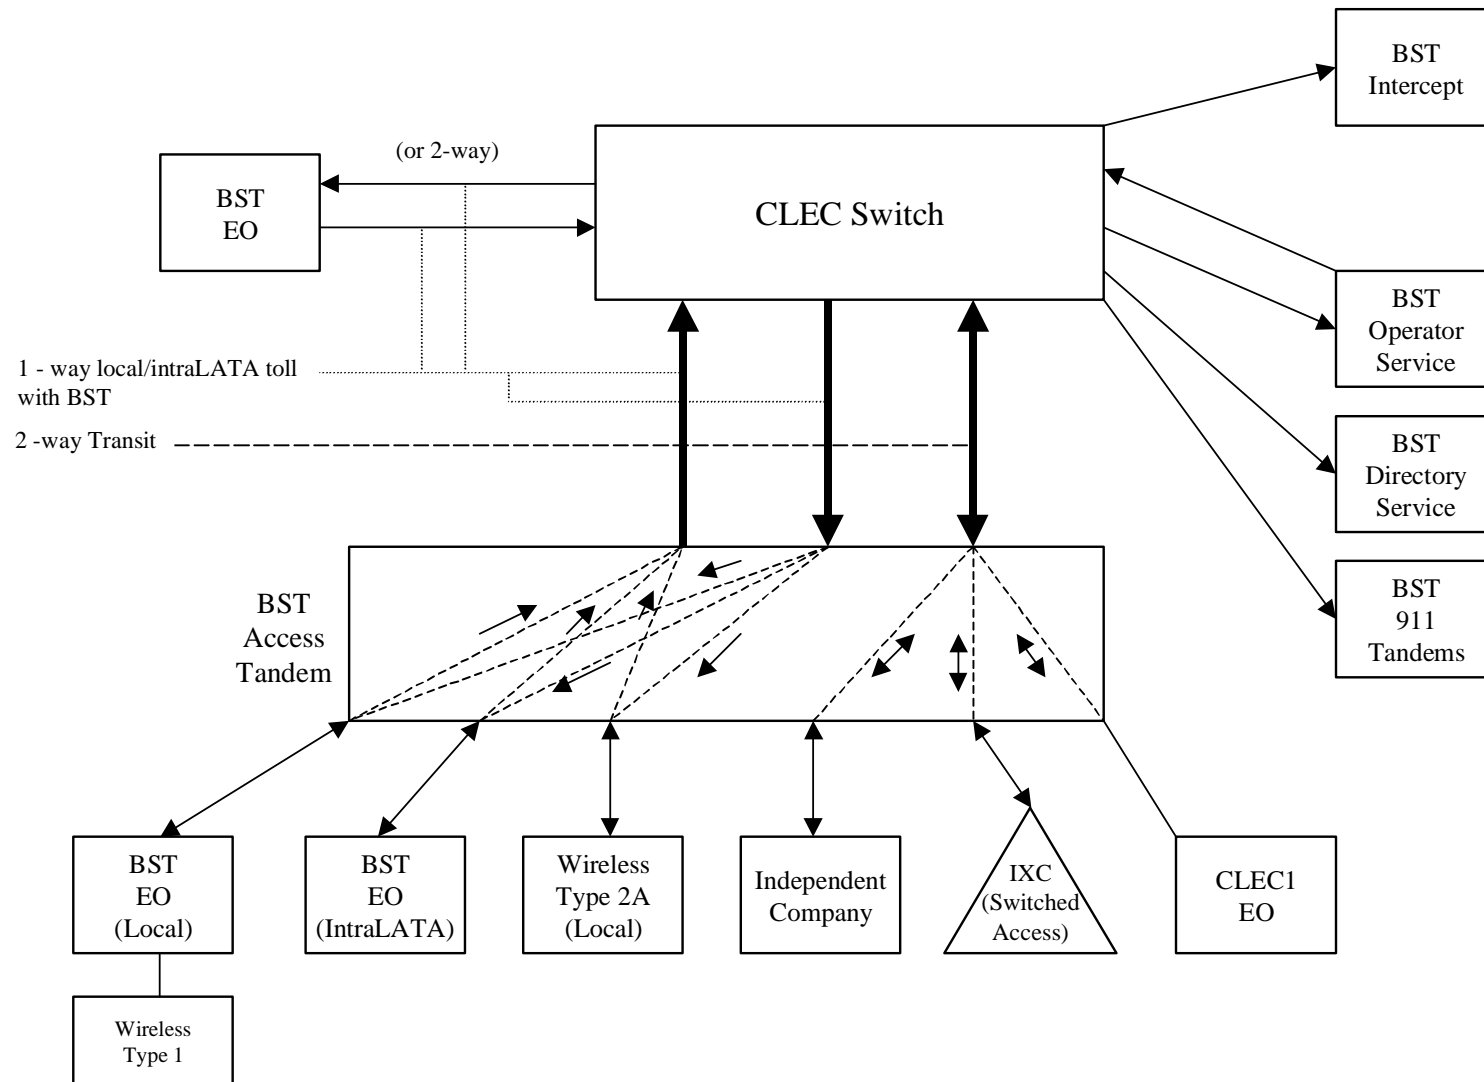 BST
Intercept
(or 2-way)
BST
EO
CLEC Switch
BST
Operator
Service
1 - way local/intraLATA toll
with BST
2 -way Transit
BST
Directory
Service
BST
Access
Tandem
BST
911
Tandems
BST
EO
(Local)
BST
EO
(IntraLATA)
Wireless
Type 2A
(Local)
Independent
Company
IXC
(Switched
Access)
CLEC1
EO
Wireless
Type 1